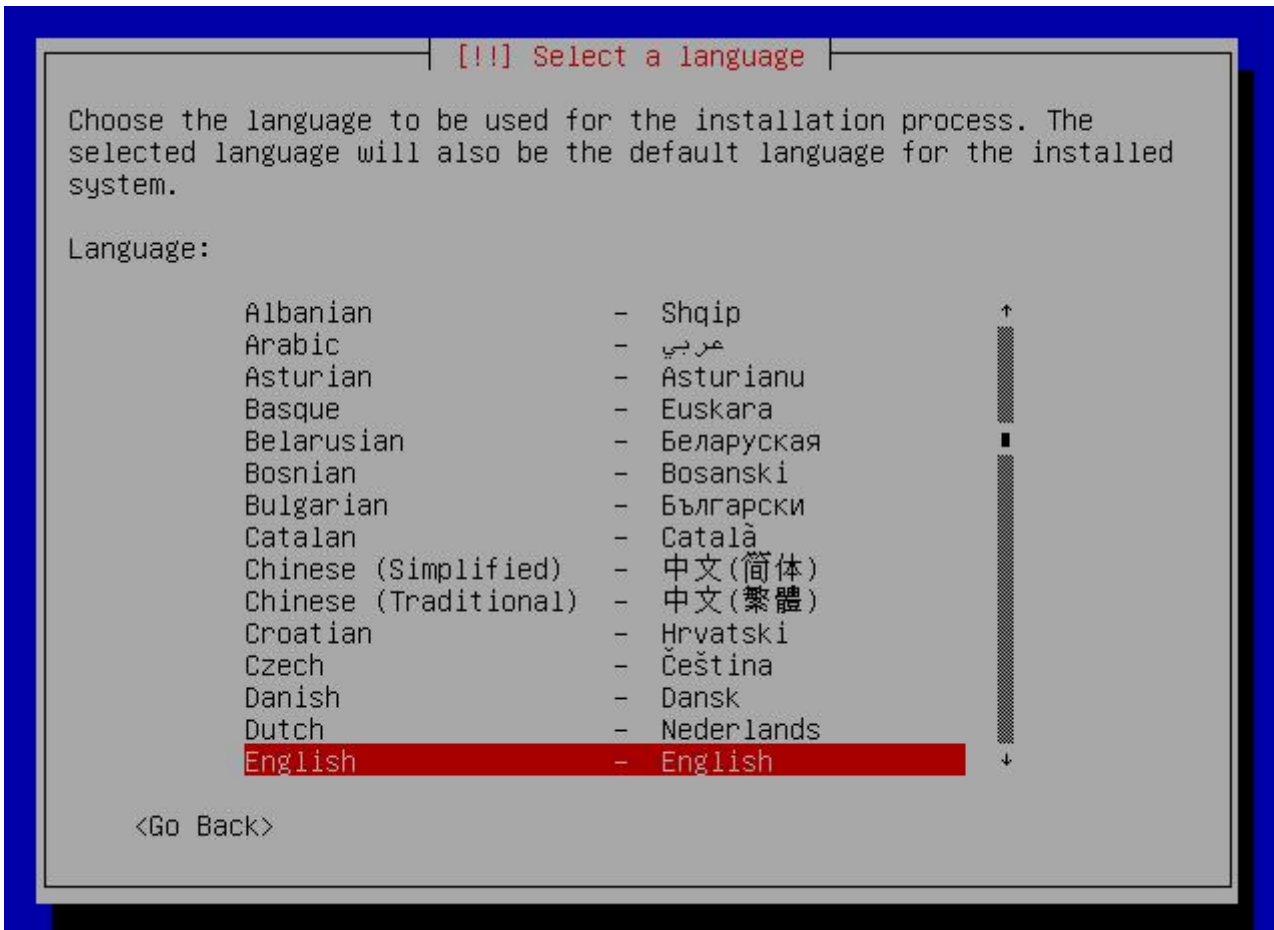 [!!] Select a language
Choose the language to be used for the installation process. The
selected language will also be the default language for the installed
system.
Language:
Albanian - Shqip
Arabic - عربي
Asturian - Asturianu
Basque - Euskara
Belarusian - Беларуская
Bosnian - Bosanski
Bulgarian - Български
Catalan - Català
Chinese (Simplified) - 中文(简体)
Chinese (Traditional) - 中文(繁體)
Croatian - Hrvatski
Czech - Čeština
Danish - Dansk
Dutch - Nederlands
English - English
<Go Back>